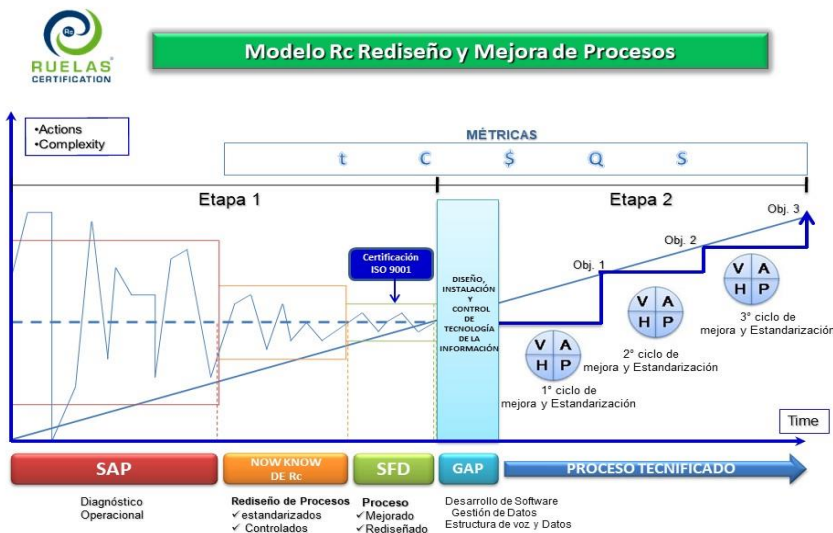 Rc
RUELAS
CERTIFICATION
Modelo Rc Rediseño y Mejora de Procesos
•Actions
•Complexity
MÉTRICAS
t C $ Q S
Etapa 1
Etapa 2
Certificación
ISO 9001
DISEÑO,
INSTALACIÓN
Y
CONTROL
DE
TECNOLOGÍA
DE LA
INFORMACIÓN
Obj. 1
Obj. 2
Obj. 3
V A
H P
1° ciclo de
mejora y Estandarización
V A
H P
2° ciclo de
mejora y Estandarización
V A
H P
3° ciclo de
mejora y Estandarización
Time
SAP
NOW KNOW
DE Rc
SFD
GAP
PROCESO TECNIFICADO
Diagnóstico
Operacional
Rediseño de Procesos
✓estandarizados
✓ Controlados
Proceso
✓Mejorado
✓Rediseñado
Desarrollo de Software
Gestión de Datos
Estructura de voz y Datos